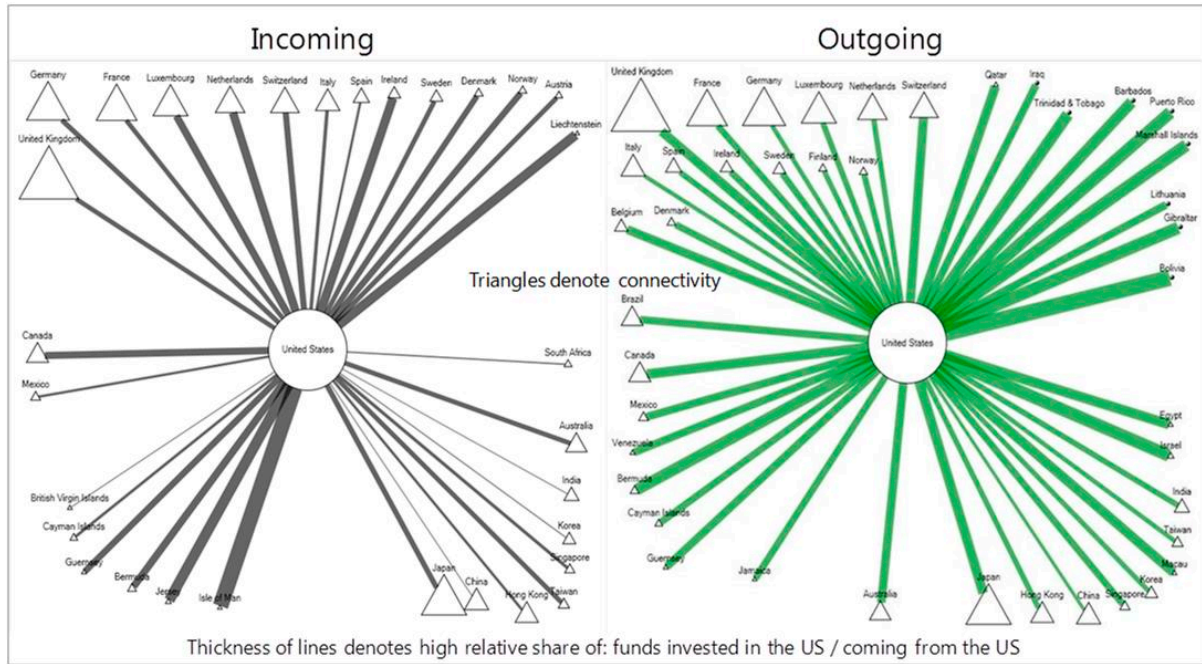 Incoming
Outgoing
Germany
France
Luxembourg
Netherlands
Switzerland
Italy
Spain
Ireland
Sweden
Denmark
Norway
Austria
Liechtenstein
United Kingdom
Canada
Mexico
United States
South Africa
Australia
India
Korea
Singapore
Taiwan
British Virgin Islands
Cayman Islands
Guernsey
Bermuda
Jersey
Isle of Man
Japan
China
Hong Kong
Triangles denote connectivity
United Kingdom
France
Germany
Luxembourg
Netherlands
Switzerland
Qatar
Iraq
Trinidad & Tobago
Barbados
Puerto Rico
Marshall Islands
Italy
Spain
Ireland
Sweden
Finland
Norway
Belgium
Denmark
Lithuania
Gibraltar
Bolivia
Brazil
Canada
United States
Mexico
Venezuela
Bermuda
Cayman Islands
Guernsey
Jamaica
Australia
Japan
Hong Kong
China
Singapore
Korea
Macau
Taiwan
India
Israel
Egypt
Thickness of lines denotes high relative share of: funds invested in the US / coming from the US